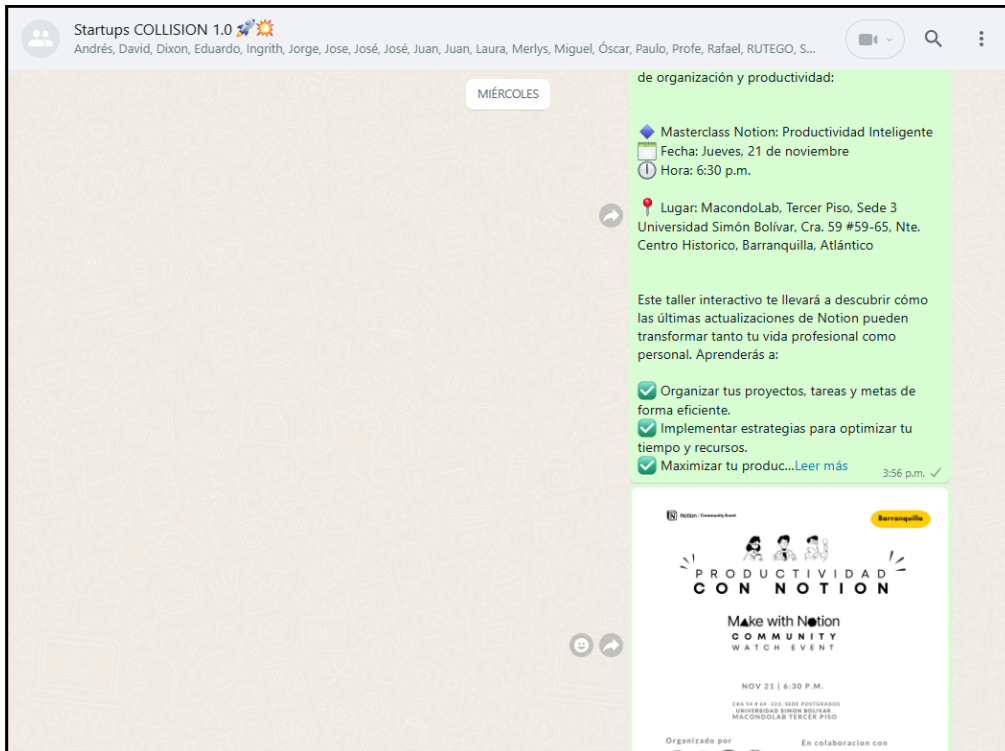 Startups COLLISION 1.0 🚀💥
Andrés, David, Dixon, Eduardo, Ingrith, Jorge, Jose, José, José, Juan, Juan, Laura, Merlys, Miguel, Óscar, Paulo, Profe, Rafael, RUTEGO, S...
MIÉRCOLES
de organización y productividad:
🔷 Masterclass Notion: Productividad Inteligente
🗓 Fecha: Jueves, 21 de noviembre
🕕 Hora: 6:30 p.m.
📍 Lugar: MacondoLab, Tercer Piso, Sede 3
Universidad Simón Bolívar, Cra. 59 #59-65, Nte.
Centro Historico, Barranquilla, Atlántico
Este taller interactivo te llevará a descubrir cómo
las últimas actualizaciones de Notion pueden
transformar tanto tu vida profesional como
personal. Aprenderás a:
✅ Organizar tus proyectos, tareas y metas de
forma eficiente.
✅ Implementar estrategias para optimizar tu
tiempo y recursos.
✅ Maximizar tu produc...Leer más
3:56 p.m.
Notion | Community Event
Barranquilla
PRODUCTIVIDAD
CON NOTION
Make with Notion
COMMUNITY
WATCH EVENT
NOV 21 | 6:30 P.M.
CRA 54 # 64 -223. SEDE POSTGRADOS
UNIVERSIDAD SIMON BOLIVAR
MACONDOLAB TERCER PISO
Organizado por
En colaboracion con